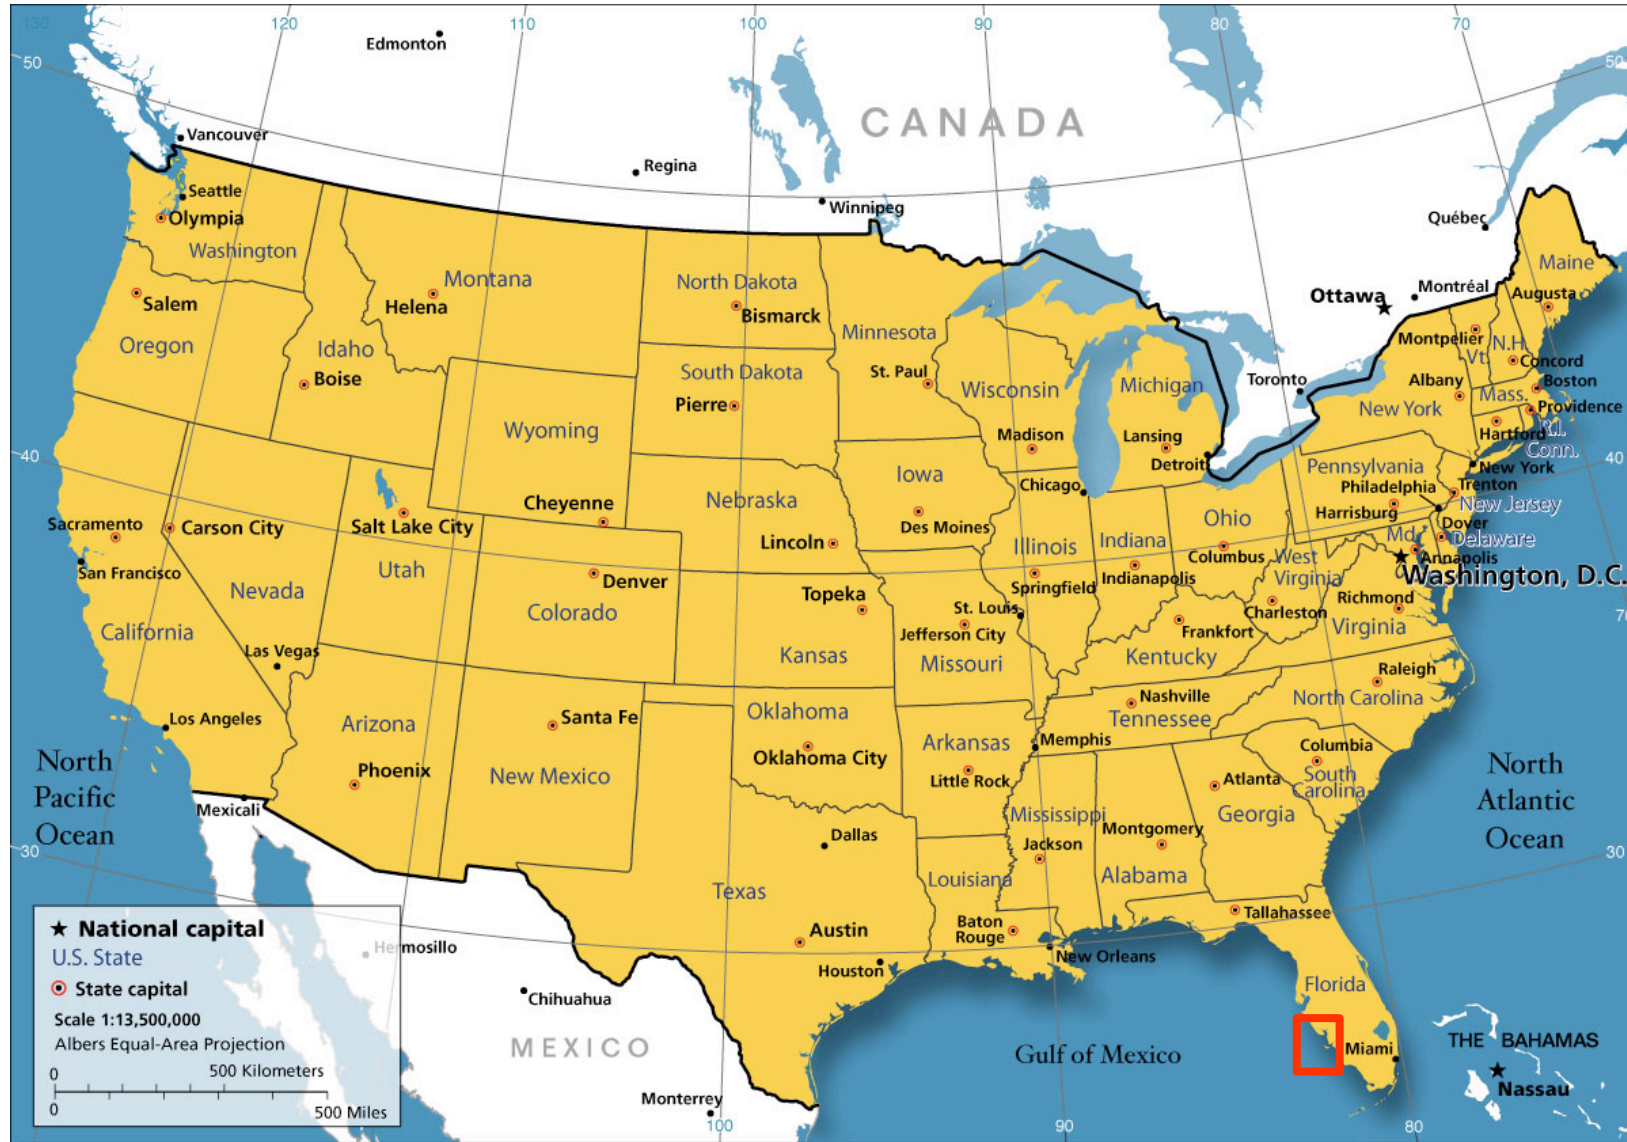 130
120
110
100
90
80
70
50
50
Edmonton
CANADA
Vancouver
Regina
Winnipeg
Québec
Seattle
Olympia
Washington
Montana
Helena
North Dakota
Bismarck
Minnesota
Ottawa
Montréal
Maine
Augusta
Salem
Oregon
Idaho
Boise
South Dakota
Pierre
St. Paul
Wisconsin
Michigan
Toronto
Montpelier
Vt.
N.H.
Concord
Albany
New York
Mass.
Boston
Providence
Hartford
R.I.
Conn.
Wyoming
Madison
Lansing
Detroit
40
40
Iowa
Chicago
New York
Pennsylvania
Philadelphia
Trenton
New Jersey
Harrisburg
Nebraska
Cheyenne
Des Moines
Lincoln
Sacramento
Carson City
Salt Lake City
San Francisco
Nevada
Utah
Denver
Colorado
Illinois
Indiana
Ohio
Columbus
Springfield
Indianapolis
West
Virginia
Md.
Dover
Delaware
Annapolis
Washington, D.C.
Topeka
St. Louis
Jefferson City
Charleston
Richmond
Virginia
Frankfort
70
California
Las Vegas
Kansas
Missouri
Kentucky
Raleigh
Nashville
Tennessee
North Carolina
Los Angeles
Arizona
Santa Fe
Oklahoma
Oklahoma City
Arkansas
Memphis
Little Rock
Columbia
South
Carolina
North
Pacific
Ocean
Phoenix
New Mexico
Atlanta
Georgia
North
Atlantic
Ocean
Mexicali
Mississippi
Montgomery
Jackson
Dallas
30
30
Texas
Louisiana
Alabama
Tallahassee
Austin
Baton
Rouge
New Orleans
Houston
National capital
U.S. State
Hermosillo
State capital
Scale 1:13,500,000
Albers Equal-Area Projection
0
500 Kilometers
0
500 Miles
Chihuahua
MEXICO
Monterrey
Gulf of Mexico
Florida
Miami
THE BAHAMAS
Nassau
100
90
80